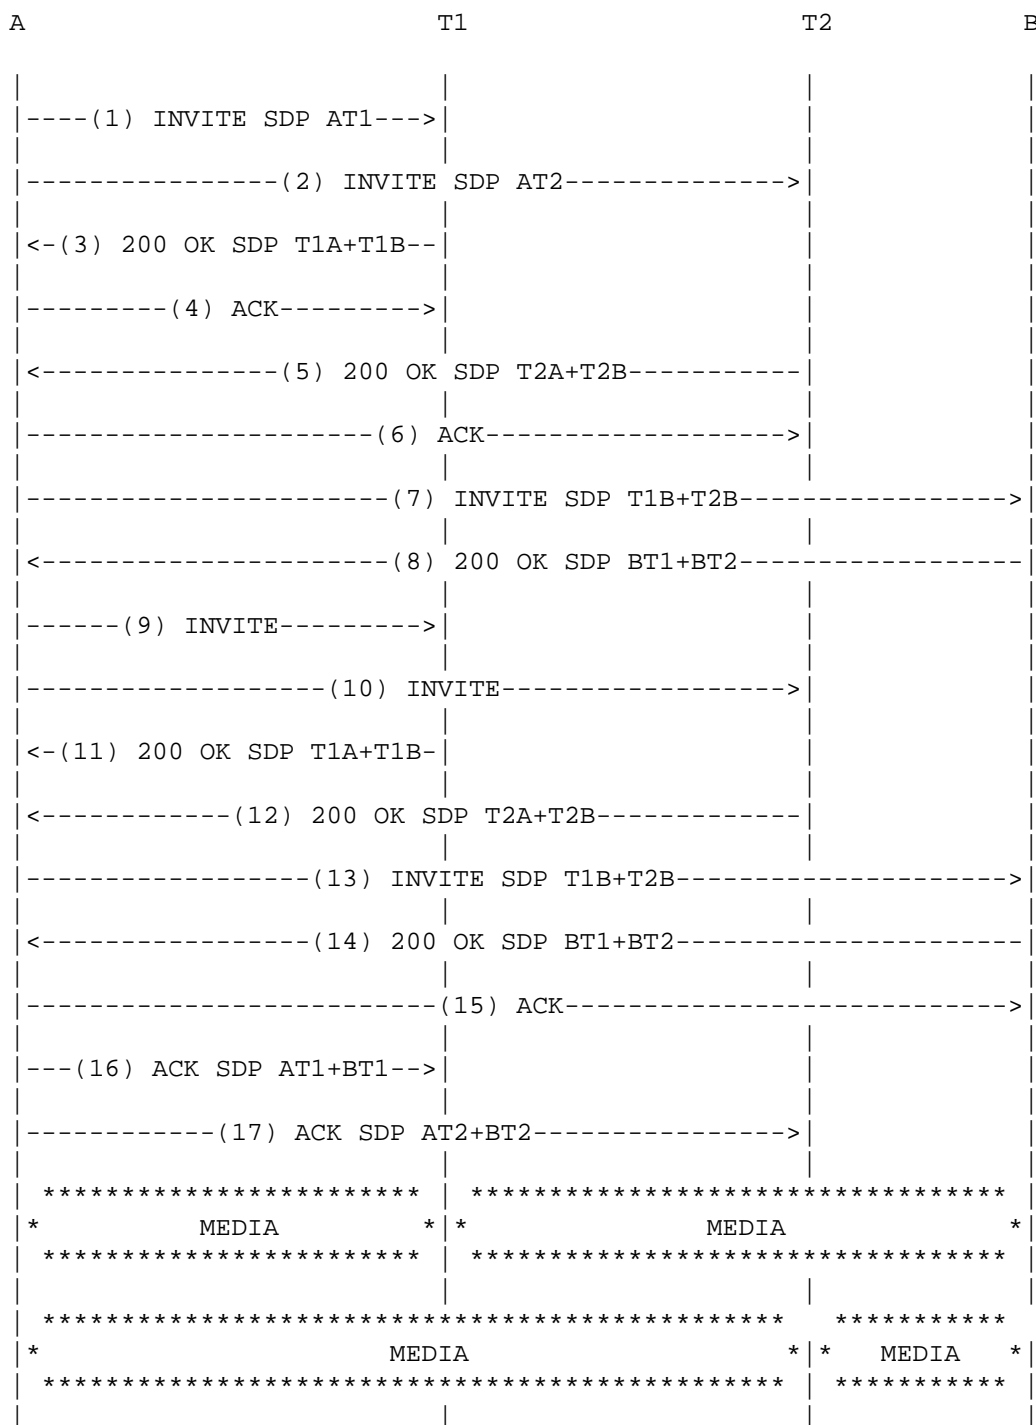 A T1 T2 B
|----(1) INVITE SDP AT1--->|
|----------------(2) INVITE SDP AT2-------------->|
|<-(3) 200 OK SDP T1A+T1B--|
|---------(4) ACK--------->|
|<---------------(5) 200 OK SDP T2A+T2B-----------|
|----------------------(6) ACK------------------->|
|-----------------------(7) INVITE SDP T1B+T2B----------------->|
|<----------------------(8) 200 OK SDP BT1+BT2------------------|
|------(9) INVITE--------->|
|-------------------(10) INVITE------------------>|
|<-(11) 200 OK SDP T1A+T1B-|
|<------------(12) 200 OK SDP T2A+T2B-------------|
|------------------(13) INVITE SDP T1B+T2B--------------------->|
|<-----------------(14) 200 OK SDP BT1+BT2----------------------|
|--------------------------(15) ACK---------------------------->|
|---(16) ACK SDP AT1+BT1-->|
|------------(17) ACK SDP AT2+BT2---------------->|
| ************************ | ********************************** |
|* MEDIA *|* MEDIA *|
| ************************ | ********************************** |
| *********************************************** *********** |
|* MEDIA *|* MEDIA *|
| *********************************************** | *********** |